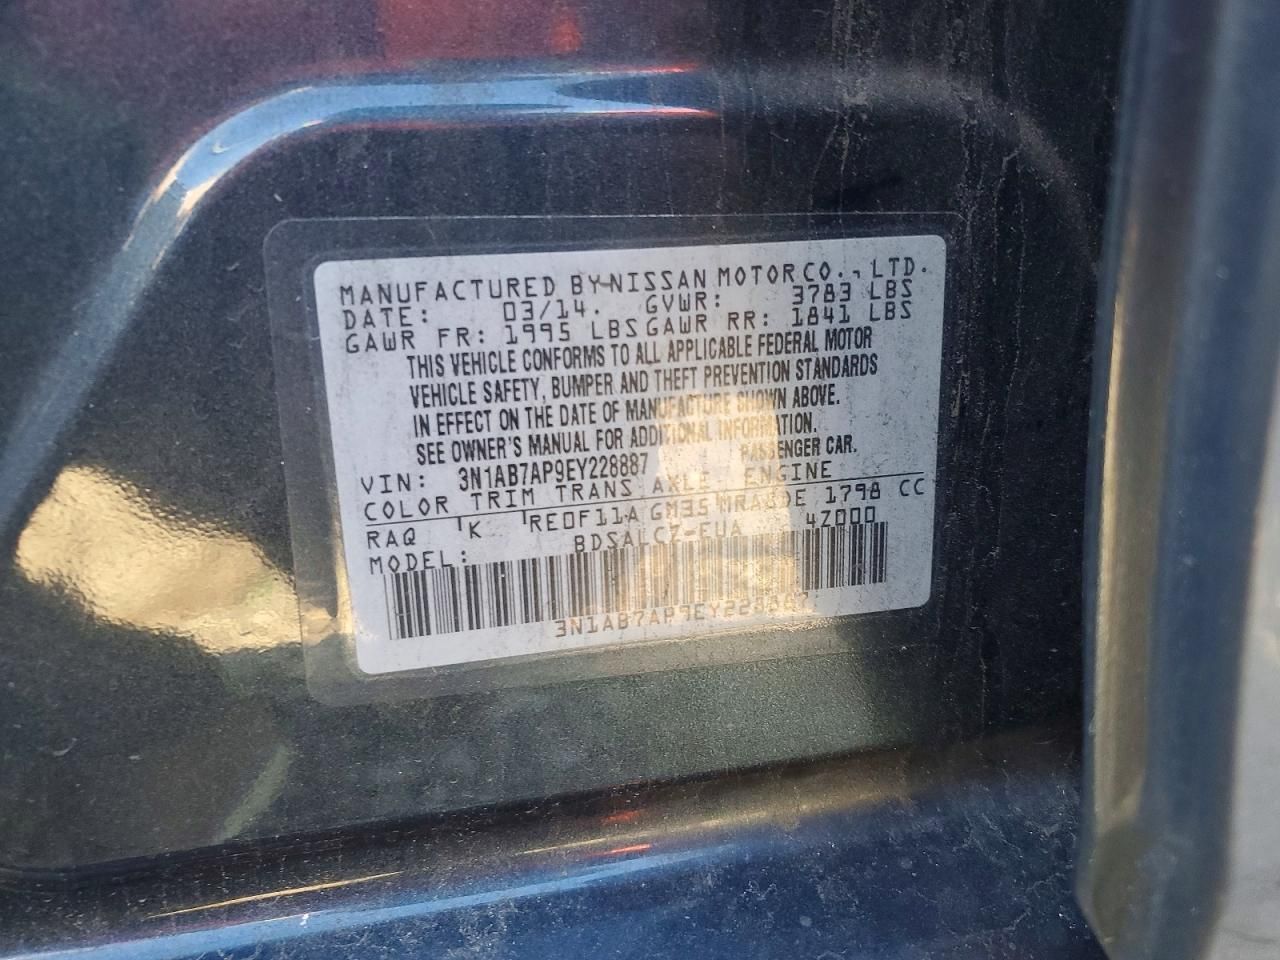 MANUFACTURED BY NISSAN MOTOR CO., LTD.
DATE: 03/14. GVWR: 3783 LBS
GAWR FR: 1995 LBS GAWR RR: 1841 LBS
THIS VEHICLE CONFORMS TO ALL APPLICABLE FEDERAL MOTOR
VEHICLE SAFETY, BUMPER AND THEFT PREVENTION STANDARDS
IN EFFECT ON THE DATE OF MANUFACTURE SHOWN ABOVE.
SEE OWNER'S MANUAL FOR ADDITIONAL INFORMATION.
VIN: 3N1AB7AP9EY228887 PASSENGER CAR.
COLOR TRIM TRANS AXLE ENGINE
RAQ K RE0F11A GM35 MRA8DE 1798 CC
MODEL: BDSALCZ-EUA 4Z000
3N1AB7AP9EY228887